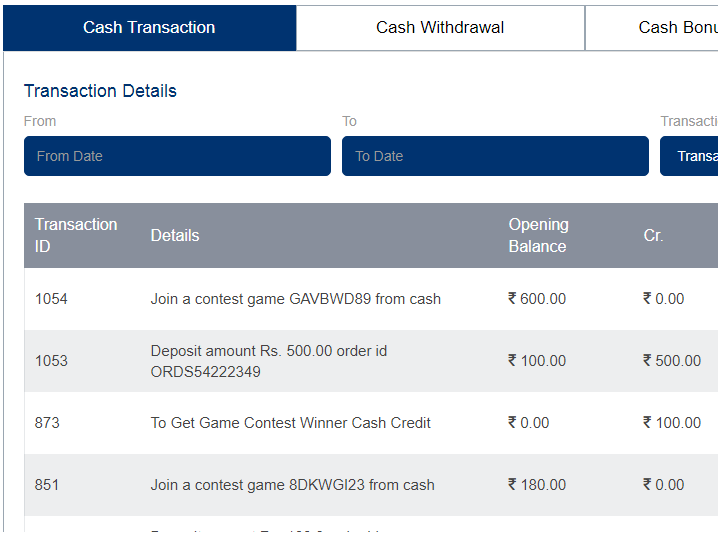 Cash Transaction
Cash Withdrawal
Cash Bonu
Transaction Details
From
To
Transacti
From Date
To Date
Transa
Transaction
ID
Details
Opening
Balance
Cr.
1054
Join a contest game GAVBWD89 from cash
₹ 600.00
₹ 0.00
1053
Deposit amount Rs. 500.00 order id
ORDS54222349
₹ 100.00
₹ 500.00
873
To Get Game Contest Winner Cash Credit
₹ 0.00
₹ 100.00
851
Join a contest game 8DKWGI23 from cash
₹ 180.00
₹ 0.00